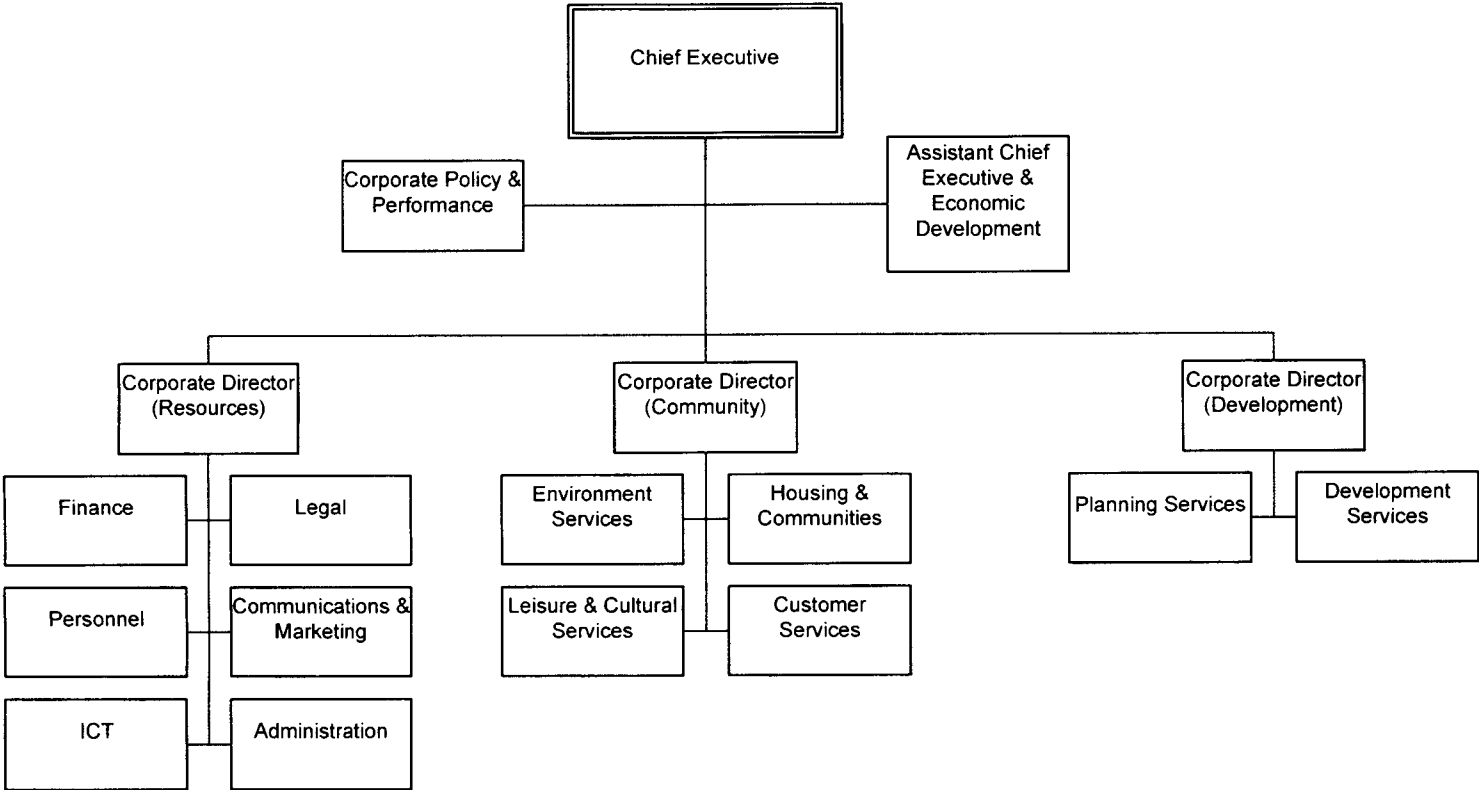 Chief Executive
Corporate Policy &
Performance
Assistant Chief
Executive &
Economic
Development
Corporate Director
(Resources)
Corporate Director
(Community)
Corporate Director
(Development)
Finance
Legal
Environment
Services
Housing &
Communities
Planning Services
Development
Services
Personnel
Communications &
Marketing
Leisure & Cultural
Services
Customer
Services
ICT
Administration